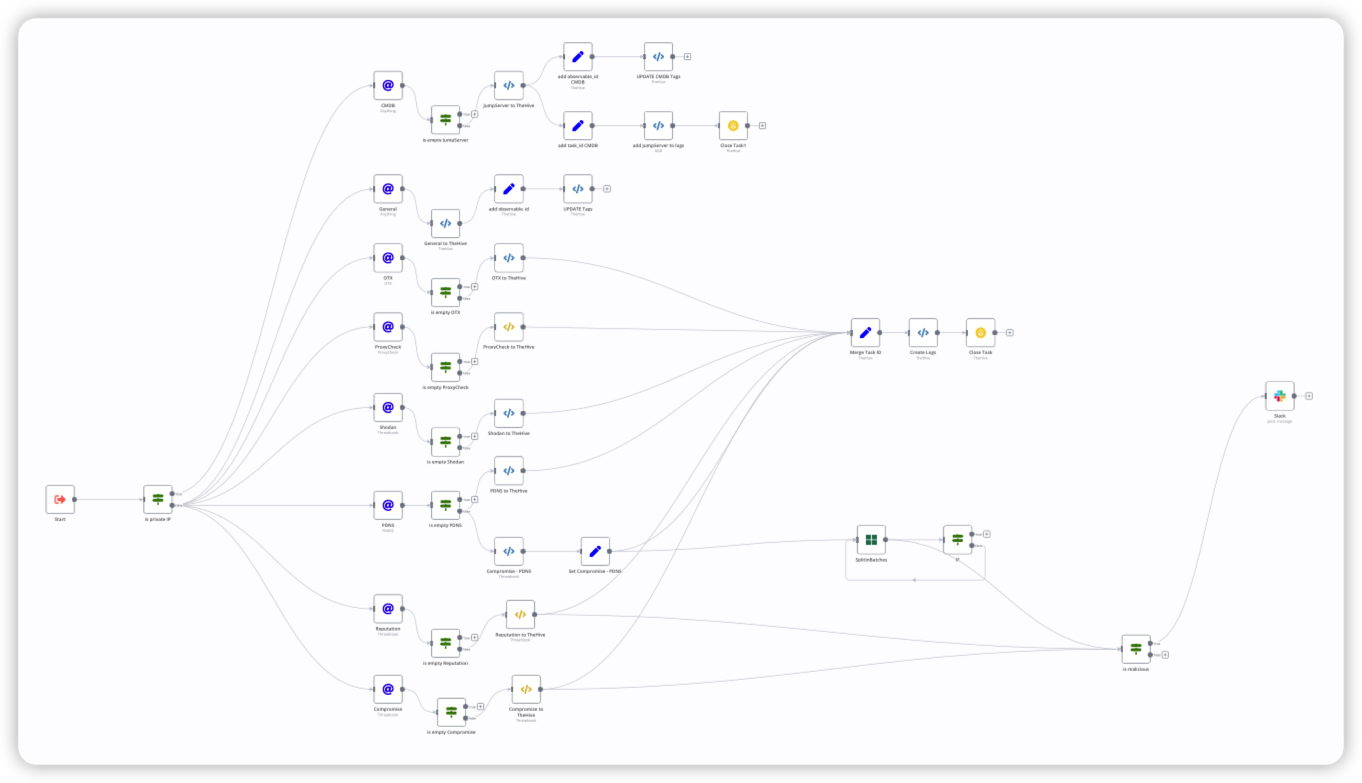 add observable_id
CMDB
TheHive
UPDATE CMDB Tags
TheHive
CMDB
Anything
JumpServer to TheHive
is empty JumpServer
add task_id CMDB
add JumpServer to logs
Close Task1
TheHive
General
Anything
add observable_id
TheHive
UPDATE Tags
TheHive
General to TheHive
TheHive
OTX
OTX
OTX to TheHive
is empty OTX
ProxyCheck
ProxyCheck
ProxyCheck to TheHive
is empty ProxyCheck
Merge Task ID
TheHive
Create Logs
TheHive
Close Task
TheHive
Shodan
Shodan to TheHive
is empty Shodan
Slack
post: message
PDNS to TheHive
Start
is private IP
true
PDNS
is empty PDNS
Compromise - PDNS
Threatbook
Set Compromise - PDNS
SplitInBatches
IF
Reputation
Threatbook
Reputation to TheHive
Threatbook
is empty Reputation
is malicious
Compromise
Threatbook
Compromise to
TheHive
Threatbook
is empty Compromise